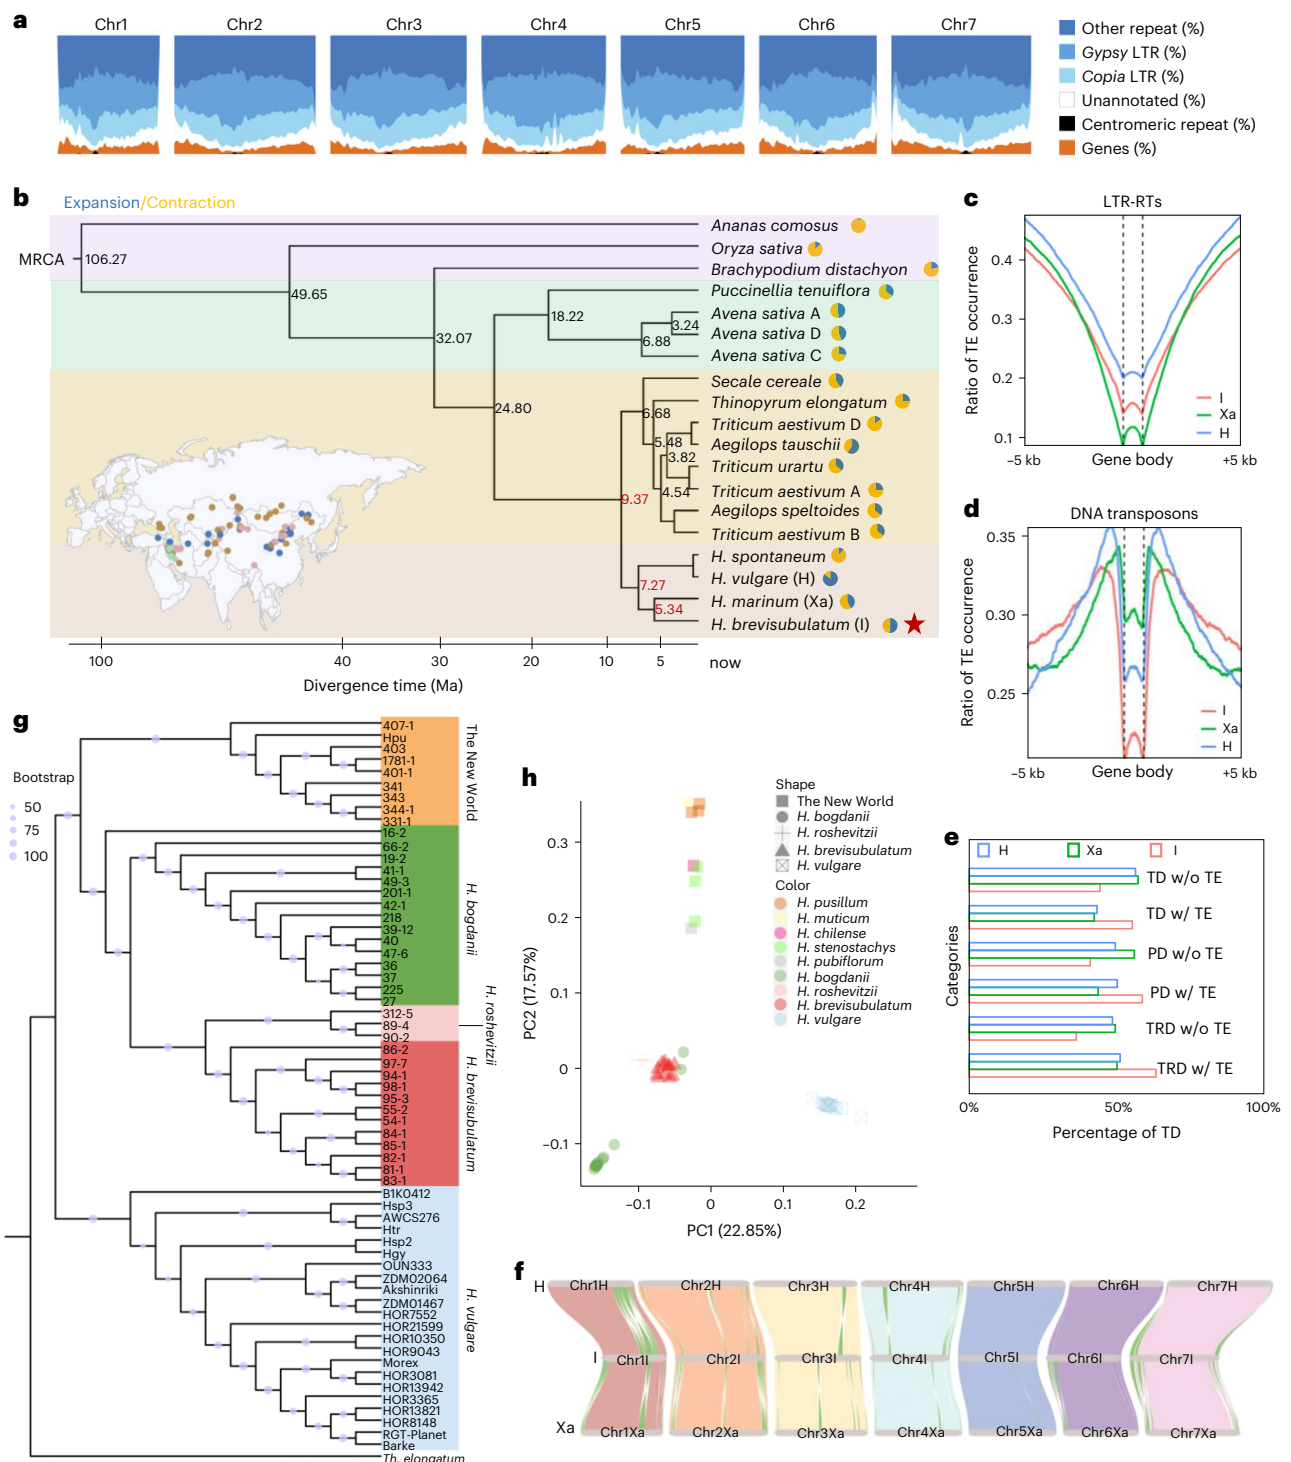 a
Chr1
Chr2
Chr3
Chr4
Chr5
Chr6
Chr7
Other repeat (%)
Gypsy LTR (%)
Copia LTR (%)
Unannotated (%)
Centromeric repeat (%)
Genes (%)
b
Expansion/Contraction
MRCA
106.27
49.65
32.07
24.80
18.22
3.24
6.88
6.68
5.48
3.82
4.54
9.37
7.27
5.34
Ananas comosus
Oryza sativa
Brachypodium distachyon
Puccinellia tenuiflora
Avena sativa A
Avena sativa D
Avena sativa C
Secale cereale
Thinopyrum elongatum
Triticum aestivum D
Aegilops tauschii
Triticum urartu
Triticum aestivum A
Aegilops speltoides
Triticum aestivum B
H. spontaneum
H. vulgare (H)
H. marinum (Xa)
H. brevisubulatum (I)
100
40
30
20
10
5
now
Divergence time (Ma)
c
LTR-RTs
Ratio of TE occurrence
0.4
0.3
0.2
0.1
I
Xa
H
−5 kb
Gene body
+5 kb
d
DNA transposons
Ratio of TE occurrence
0.35
0.30
0.25
I
Xa
H
−5 kb
Gene body
+5 kb
g
Bootstrap
50
75
100
407-1
Hpu
403
1781-1
401-1
341
343
344-1
331-1
16-2
66-2
19-2
41-1
49-3
201-1
42-1
218
39-12
40
47-6
36
37
225
27
312-5
89-4
90-2
86-2
97-7
94-1
98-1
95-3
55-2
54-1
84-1
85-1
82-1
81-1
83-1
B1K0412
Hsp3
AWCS276
Htr
Hsp2
Hgy
OUN333
ZDM02064
Akshinriki
ZDM01467
HOR7552
HOR21599
HOR10350
HOR9043
Morex
HOR3081
HOR13942
HOR3365
HOR13821
HOR8148
RGT-Planet
Barke
Th. elongatum
The New World
H. bogdanii
H. roshevitzii
H. brevisubulatum
H. vulgare
h
PC2 (17.57%)
0.3
0.2
0.1
0
−0.1
−0.1
0
0.1
0.2
PC1 (22.85%)
Shape
The New World
H. bogdanii
H. roshevitzii
H. brevisubulatum
H. vulgare
Color
H. pusillum
H. muticum
H. chilense
H. stenostachys
H. pubiflorum
H. bogdanii
H. roshevitzii
H. brevisubulatum
H. vulgare
e
H
Xa
I
Categories
TD w/o TE
TD w/ TE
PD w/o TE
PD w/ TE
TRD w/o TE
TRD w/ TE
0%
50%
100%
Percentage of TD
f
H
Chr1H
Chr2H
Chr3H
Chr4H
Chr5H
Chr6H
Chr7H
I
Chr1I
Chr2I
Chr3I
Chr4I
Chr5I
Chr6I
Chr7I
Xa
Chr1Xa
Chr2Xa
Chr3Xa
Chr4Xa
Chr5Xa
Chr6Xa
Chr7Xa